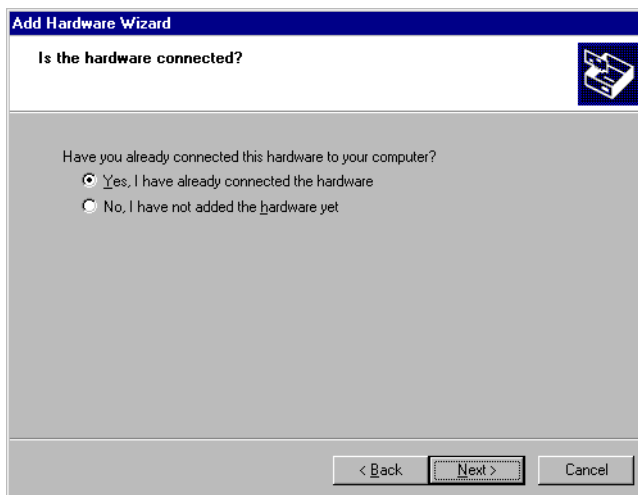 Add Hardware Wizard
Is the hardware connected?
Have you already connected this hardware to your computer?
Yes, I have already connected the hardware
No, I have not added the hardware yet
< Back
Next >
Cancel